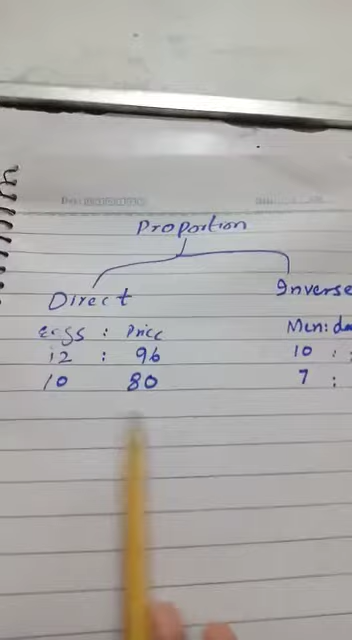 Proportion
Direct Inverse
Eggs : Price Men:
12 : 96 10 :
10 80 7 :